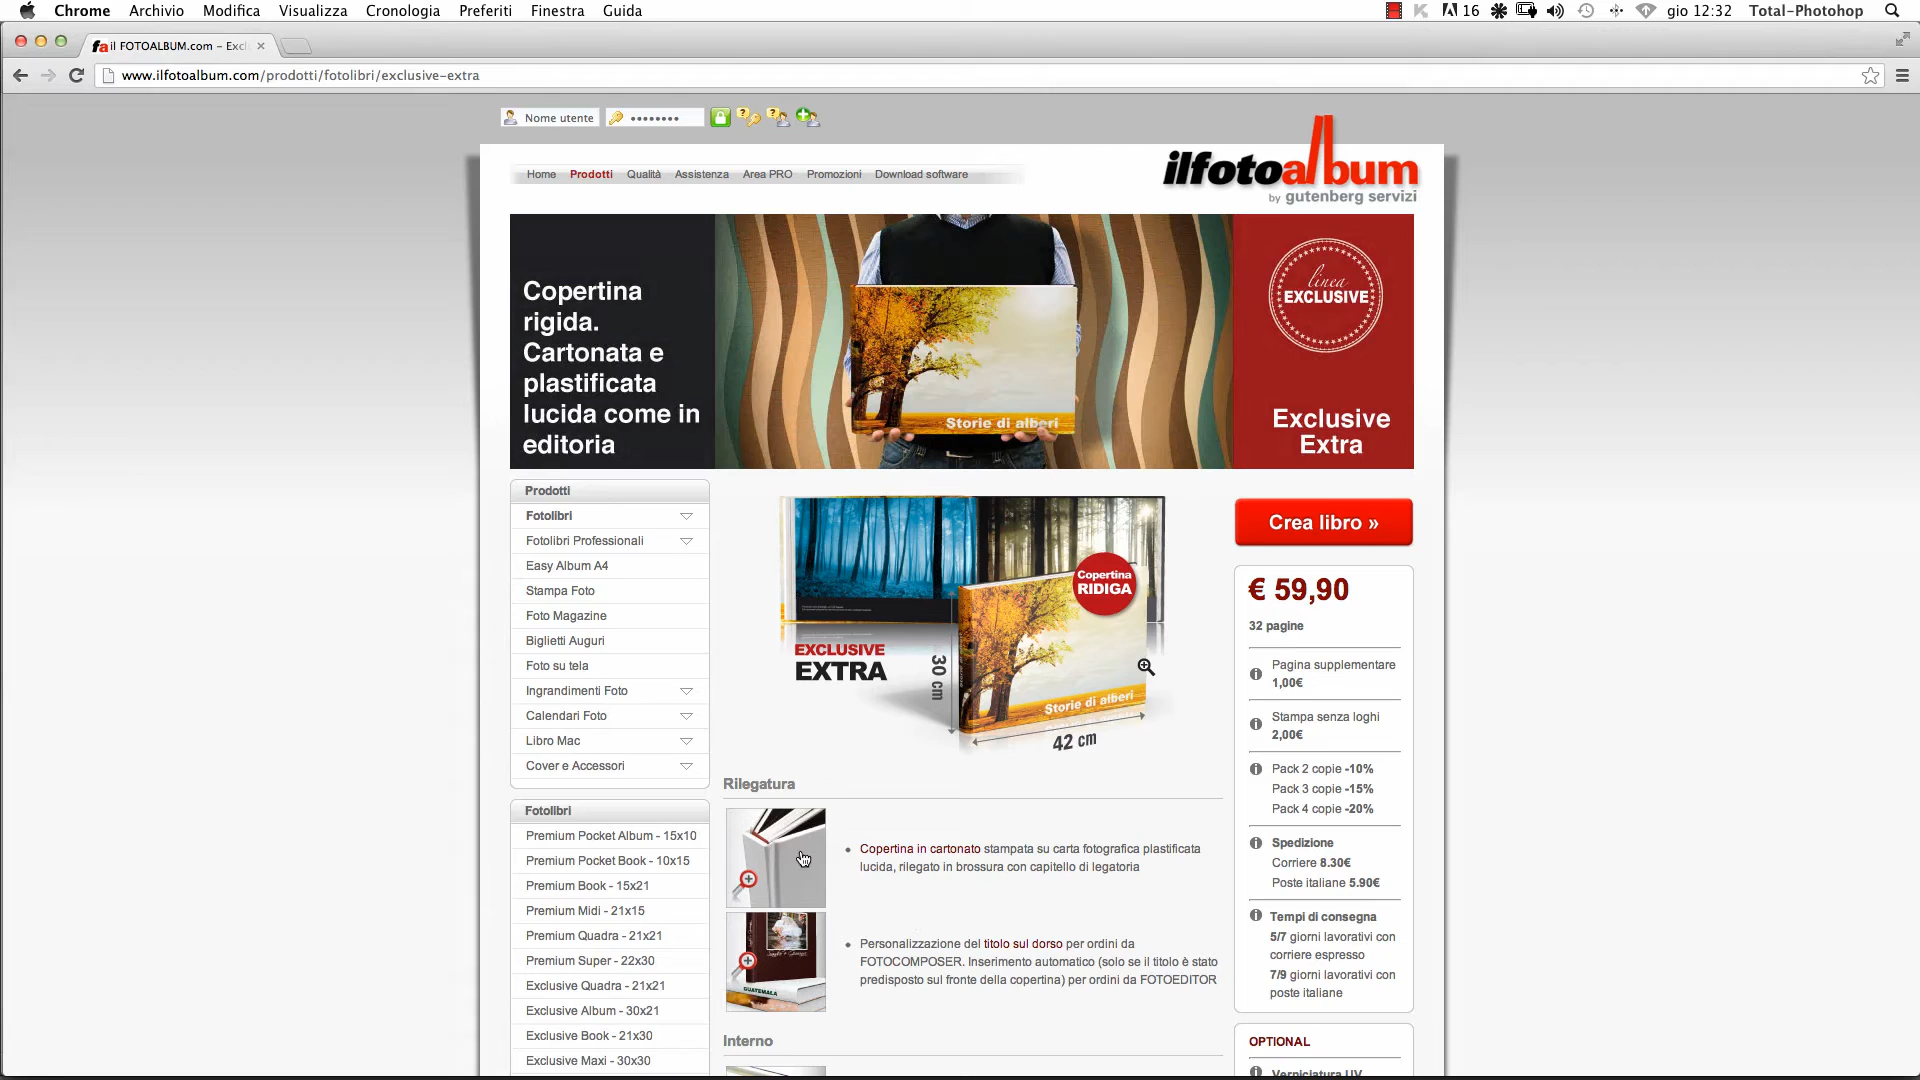 Chrome Archivio Modifica Visualizza Cronologia Preferiti Finestra Guida
16 gio 12:32 Total-Photohop
il FOTOALBUM.com – Excl
www.ilfotoalbum.com/prodotti/fotolibri/exclusive-extra
Nome utente
Home Prodotti Qualità Assistenza Area PRO Promozioni Download software
ilfotoalbum
by gutenberg servizi
Copertina
rigida.
Cartonata e
plastificata
lucida come in
editoria
Storie di alberi
linea
EXCLUSIVE
Exclusive
Extra
Prodotti
Fotolibri
Fotolibri Professionali
Easy Album A4
Stampa Foto
Foto Magazine
Biglietti Auguri
Foto su tela
Ingrandimenti Foto
Calendari Foto
Libro Mac
Cover e Accessori
Fotolibri
Premium Pocket Album - 15x10
Premium Pocket Book - 10x15
Premium Book - 15x21
Premium Midi - 21x15
Premium Quadra - 21x21
Premium Super - 22x30
Exclusive Quadra - 21x21
Exclusive Album - 30x21
Exclusive Book - 21x30
Exclusive Maxi - 30x30
Copertina
RIDIGA
EXCLUSIVE
EXTRA
30 cm
Storie di alberi
42 cm
Rilegatura
Copertina in cartonato stampata su carta fotografica plastificata
lucida, rilegato in brossura con capitello di legatoria
GUATEMALA
Personalizzazione del titolo sul dorso per ordini da
FOTOCOMPOSER. Inserimento automatico (solo se il titolo è stato
predisposto sul fronte della copertina) per ordini da FOTOEDITOR
Interno
Crea libro »
€ 59,90
32 pagine
Pagina supplementare
1,00€
Stampa senza loghi
2,00€
Pack 2 copie -10%
Pack 3 copie -15%
Pack 4 copie -20%
Spedizione
Corriere 8.30€
Poste italiane 5.90€
Tempi di consegna
5/7 giorni lavorativi con
corriere espresso
7/9 giorni lavorativi con
poste italiane
OPTIONAL
Verniciatura UV